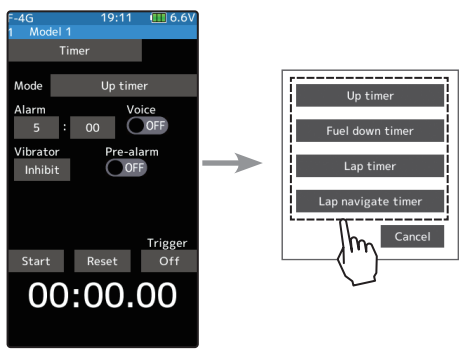 F-4G 19:11 6.6V
1 Model 1
Timer
Mode Up timer
Alarm Voice
5 : 00 OFF
Vibrator Pre-alarm
Inhibit OFF
Trigger
Start Reset Off
00:00.00
Up timer
Fuel down timer
Lap timer
Lap navigate timer
Cancel